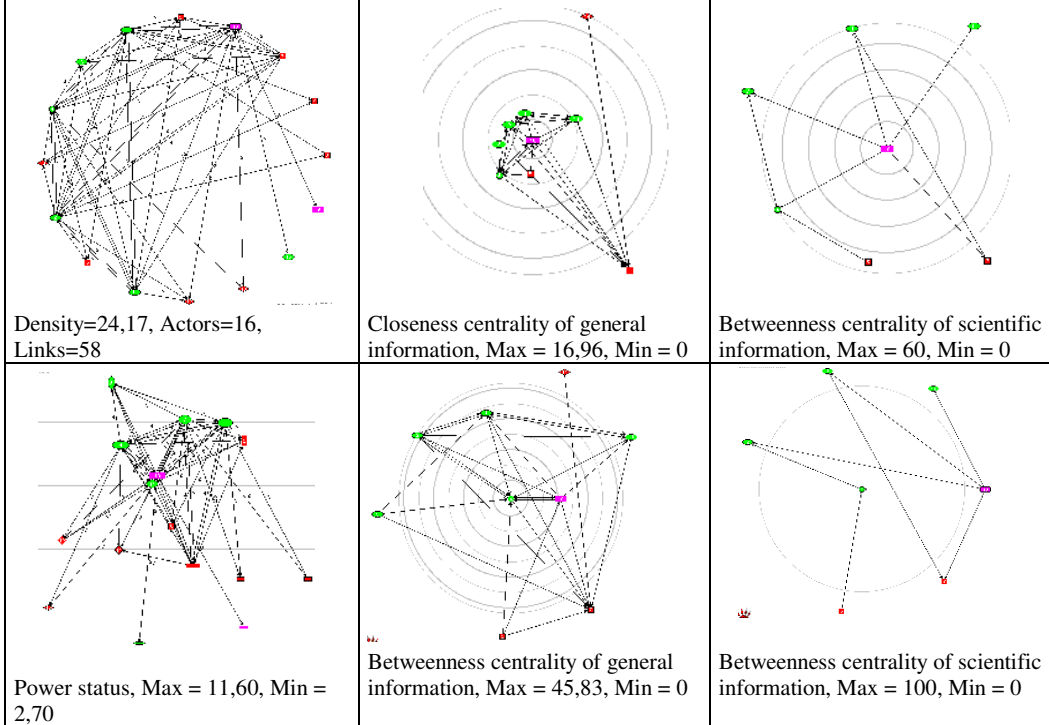 Density=24,17, Actors=16,
Links=58
Closeness centrality of general
information, Max = 16,96, Min = 0
Betweenness centrality of scientific
information, Max = 60, Min = 0
Power status, Max = 11,60, Min =
2,70
Betweenness centrality of general
information, Max = 45,83, Min = 0
Betweenness centrality of scientific
information, Max = 100, Min = 0